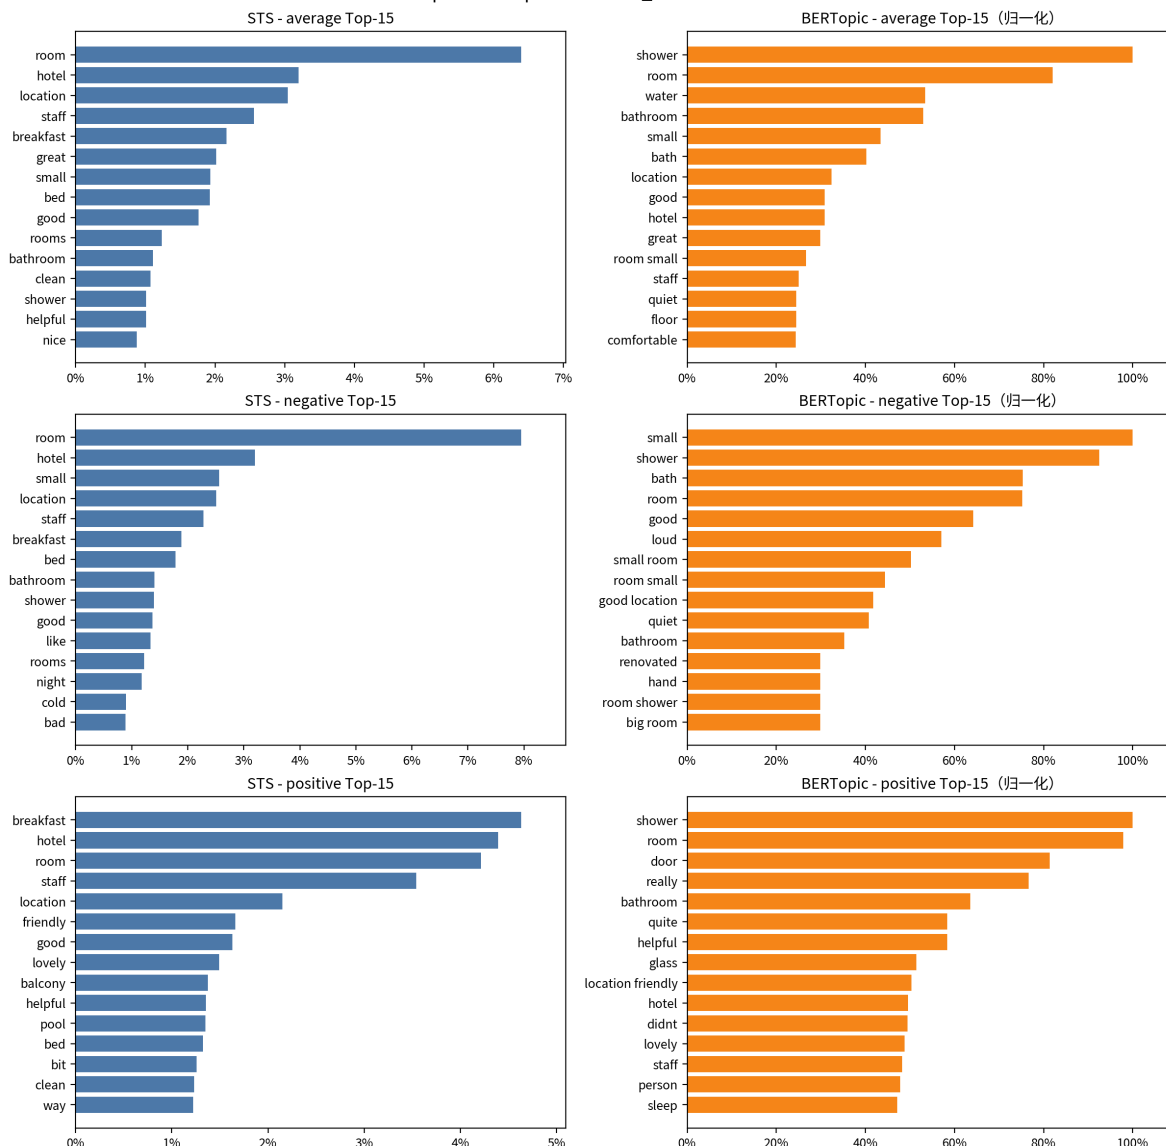 STS - average Top-15
room
hotel
location
staff
breakfast
great
small
bed
good
rooms
bathroom
clean
shower
helpful
nice
0% 1% 2% 3% 4% 5% 6% 7%
BERTopic - average Top-15（归一化）
shower
room
water
bathroom
small
bath
location
good
hotel
great
room small
staff
quiet
floor
comfortable
0% 20% 40% 60% 80% 100%
STS - negative Top-15
room
hotel
small
location
staff
breakfast
bed
bathroom
shower
good
like
rooms
night
cold
bad
0% 1% 2% 3% 4% 5% 6% 7% 8%
BERTopic - negative Top-15（归一化）
small
shower
bath
room
good
loud
small room
room small
good location
quiet
bathroom
renovated
hand
room shower
big room
0% 20% 40% 60% 80% 100%
STS - positive Top-15
breakfast
hotel
room
staff
location
friendly
good
lovely
balcony
helpful
pool
bed
bit
clean
way
0% 1% 2% 3% 4% 5%
BERTopic - positive Top-15（归一化）
shower
room
door
really
bathroom
quite
helpful
glass
location friendly
hotel
didnt
lovely
staff
person
sleep
0% 20% 40% 60% 80% 100%